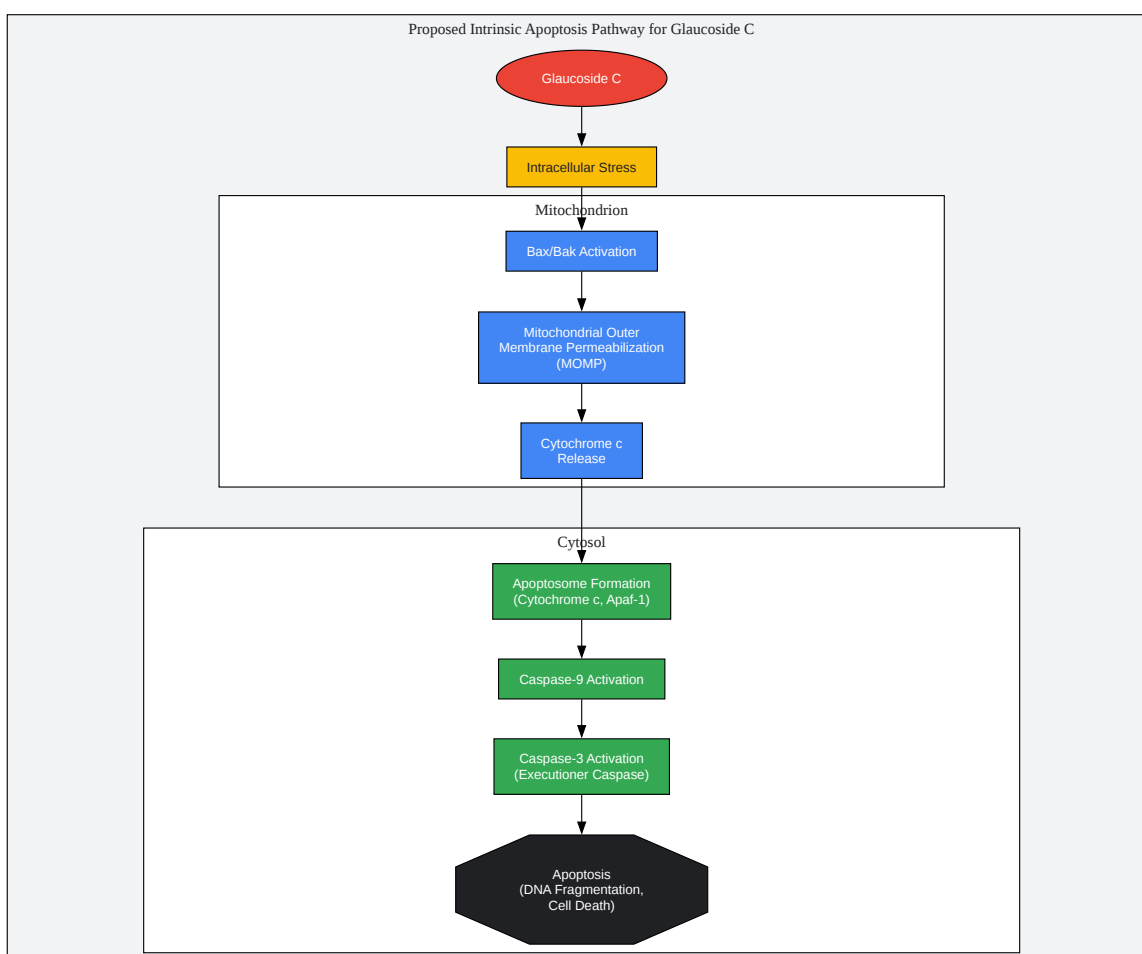 Proposed Intrinsic Apoptosis Pathway for Glaucoside C
Glaucoside C
Intracellular Stress
Mitochondrion
Bax/Bak Activation
Mitochondrial Outer
Membrane Permeabilization
(MOMP)
Cytochrome c
Release
Cytosol
Apoptosome Formation
(Cytochrome c, Apaf-1)
Caspase-9 Activation
Caspase-3 Activation
(Executioner Caspase)
Apoptosis
(DNA Fragmentation,
Cell Death)